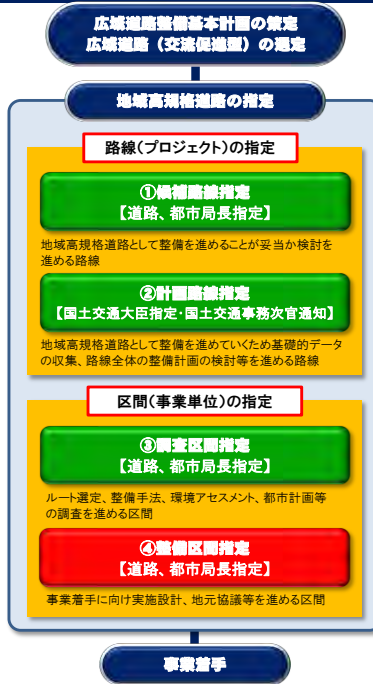 広域道路整備基本計画の策定
広域道路（交流促進型）の選定
地域高規格道路の指定
路線（プロジェクト）の指定
①候補路線指定
【道路、都市局長指定】
地域高規格道路として整備を進めることが妥当か検討を
進める路線
②計画路線指定
【国土交通大臣指定・国土交通事務次官通知】
地域高規格道路として整備を進めていくため基礎的データ
の収集、路線全体の整備計画の検討等を進める路線
区間（事業単位）の指定
③調査区間指定
【道路、都市局長指定】
ルート選定、整備手法、環境アセスメント、都市計画等
の調査を進める区間
④整備区間指定
【道路、都市局長指定】
事業着手に向け実施設計、地元協議等を進める区間
事業着手